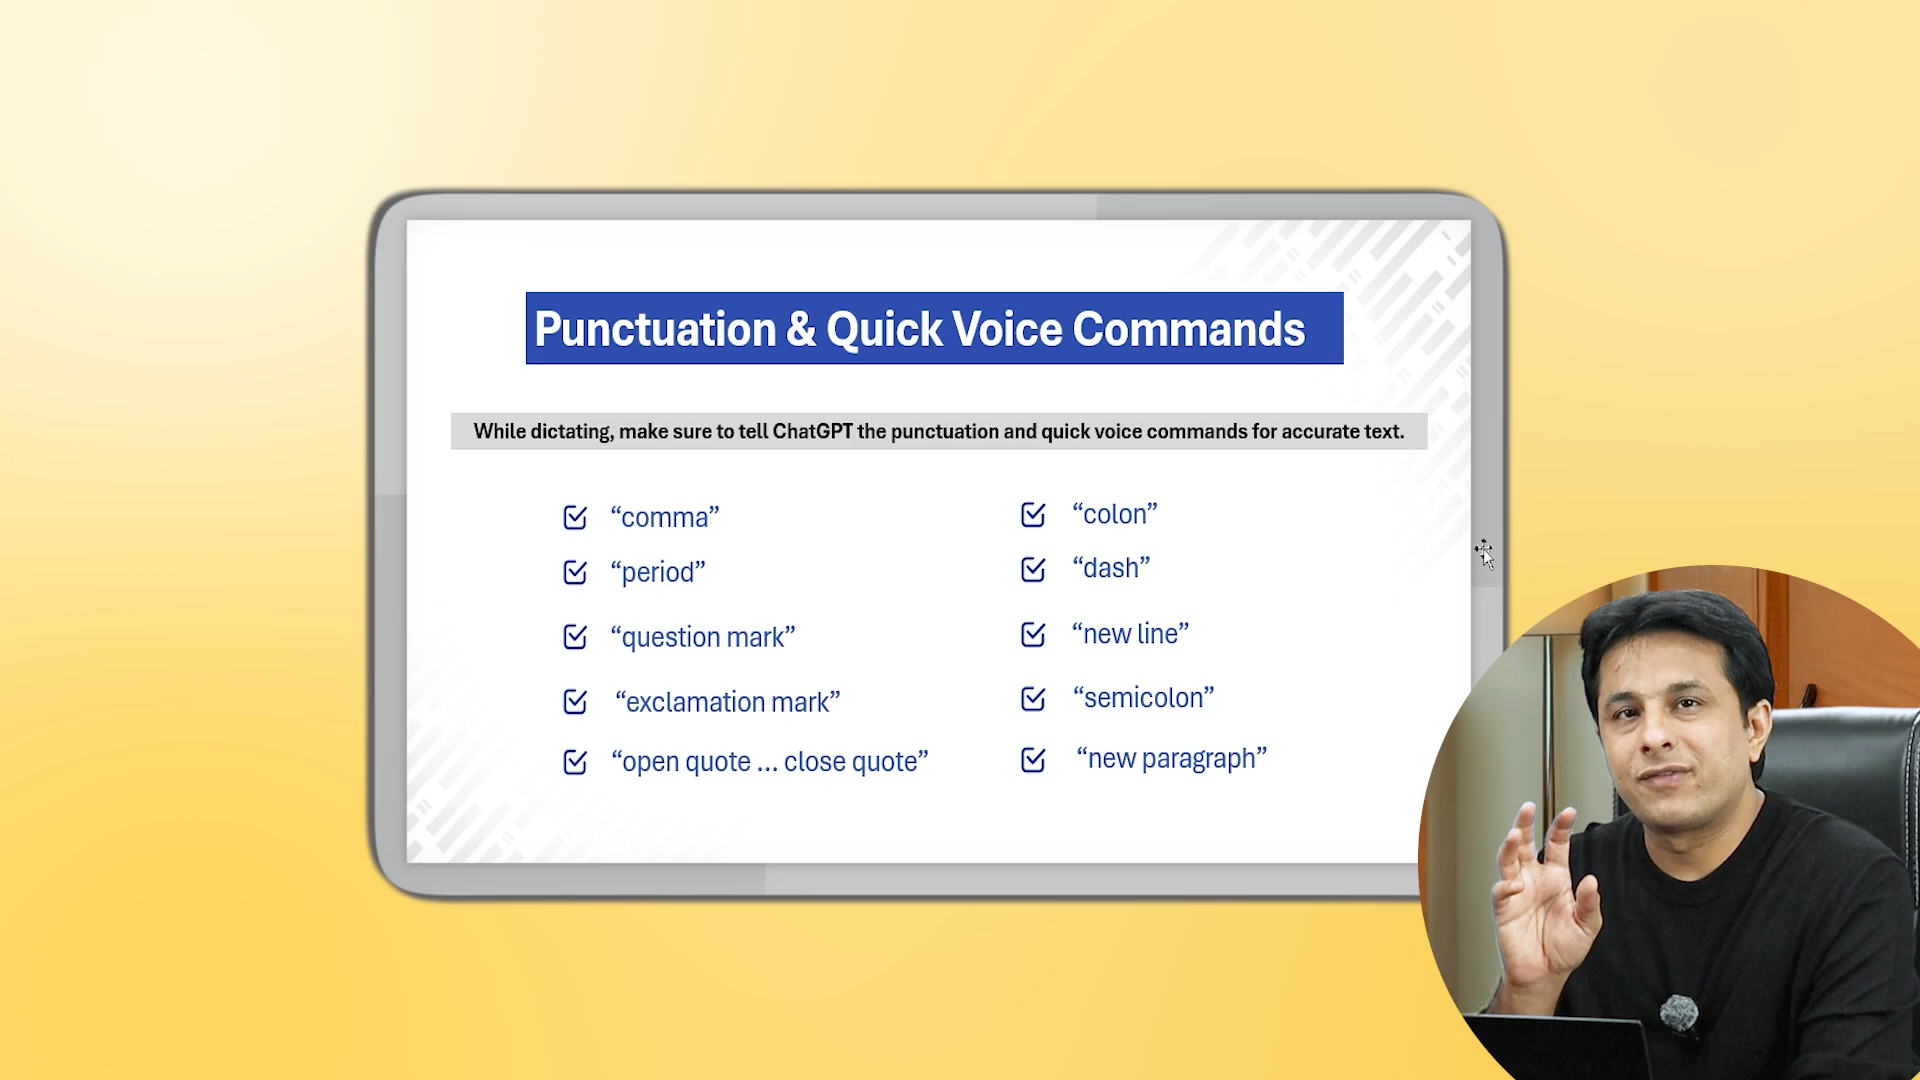 Punctuation & Quick Voice Commands
While dictating, make sure to tell ChatGPT the punctuation and quick voice commands for accurate text.
“comma”
“period”
“question mark”
“exclamation mark”
“open quote ... close quote”
“colon”
“dash”
“new line”
“semicolon”
“new paragraph”